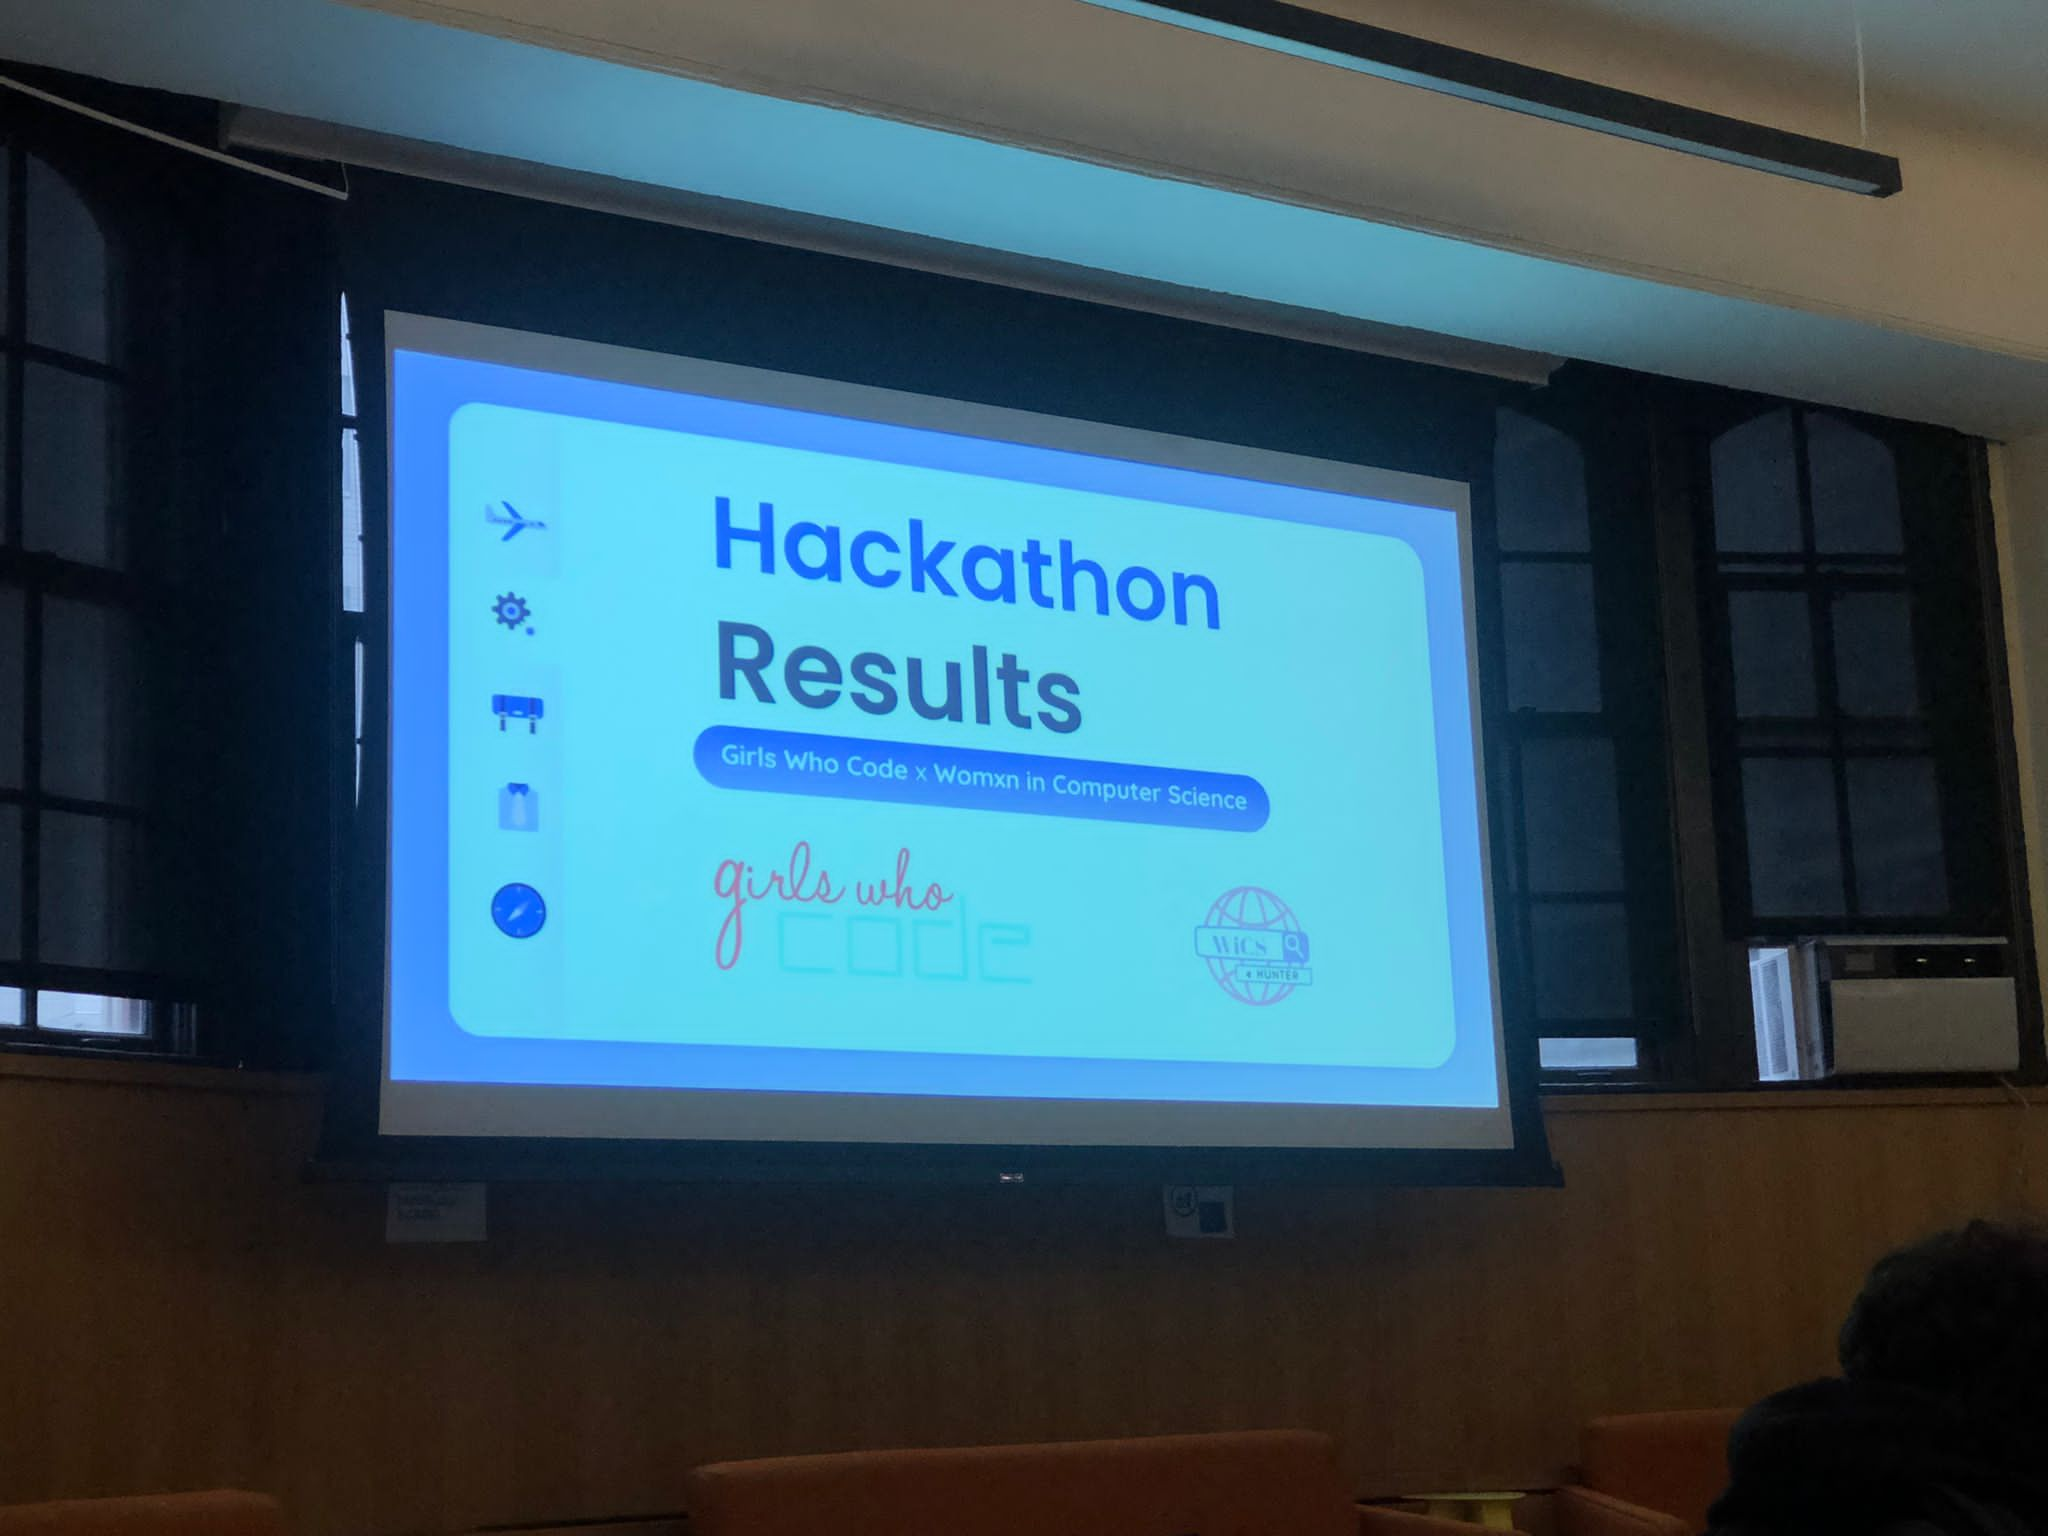 Hackathon
Results
Girls Who Code x Womxn in Computer Science
girls who
code
WiCS
@ HUNTER